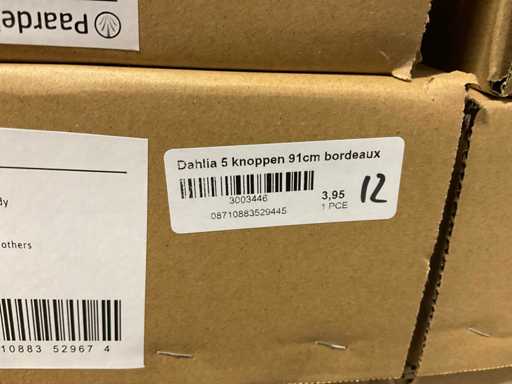 Paarde
Dahlia 5 knoppen 91cm bordeaux
3003446
3,95
12
08710883529445
1 PCE
dy
others
10883 52967 4